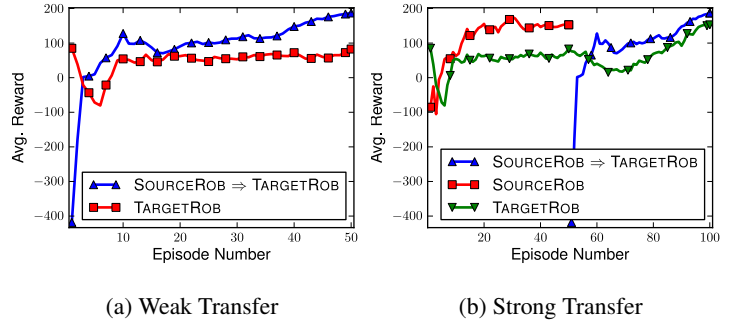 200
100
0
−100
−200
−300
−400
Avg. Reward
10
20
30
40
50
Episode Number
SOURCEROB ⇒ TARGETROB
TARGETROB
(a) Weak Transfer
200
100
0
−100
−200
−300
−400
Avg. Reward
20
40
60
80
100
Episode Number
SOURCEROB ⇒ TARGETROB
SOURCEROB
TARGETROB
(b) Strong Transfer